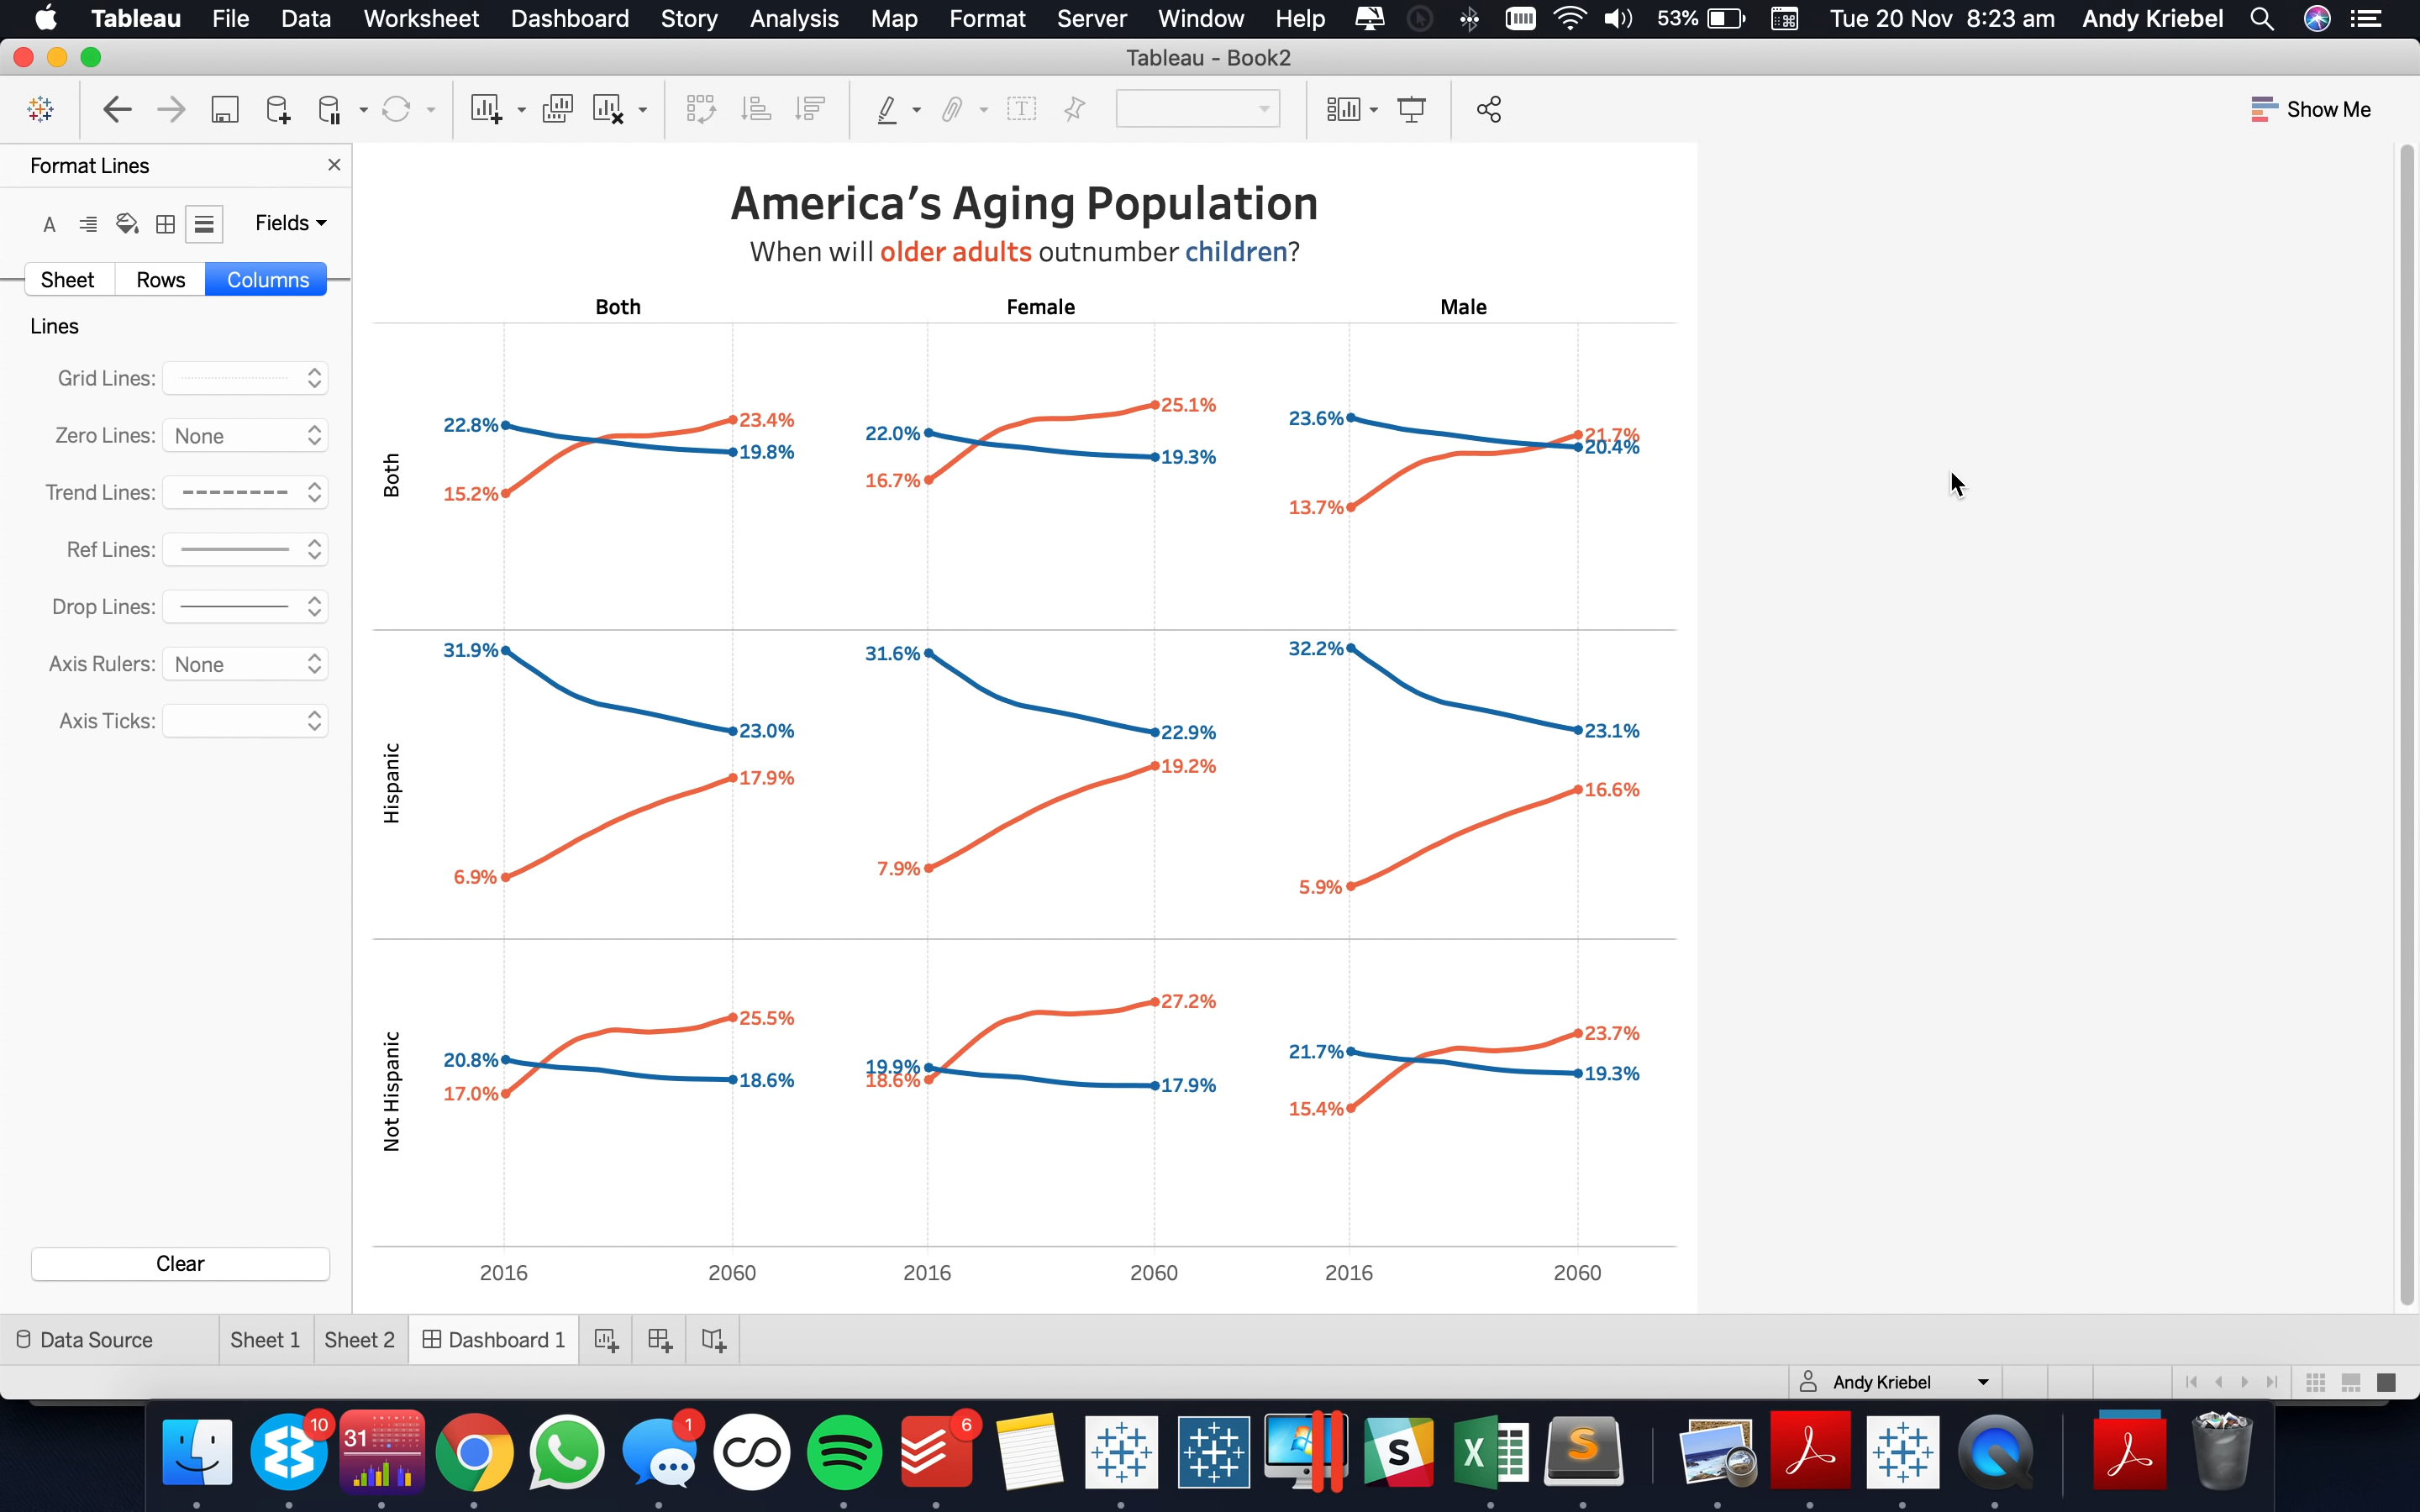 Tableau File Data Worksheet Dashboard Story Analysis Map Format Server Window Help 53% Tue 20 Nov 8:23 am Andy Kriebel
Tableau - Book2
Show Me
Format Lines
Fields
Sheet Rows Columns
Lines
Grid Lines:
Zero Lines: None
Trend Lines:
Ref Lines:
Drop Lines:
Axis Rulers: None
Axis Ticks:
Clear
America's Aging Population
When will older adults outnumber children?
Both Female Male
Both
22.8% 23.4% 15.2% 19.8%
22.0% 25.1% 16.7% 19.3%
23.6% 21.7% 13.7% 20.4%
Hispanic
31.9% 23.0% 6.9% 17.9%
31.6% 22.9% 7.9% 19.2%
32.2% 23.1% 5.9% 16.6%
Not Hispanic
20.8% 25.5% 17.0% 18.6%
19.9% 27.2% 18.6% 17.9%
21.7% 23.7% 15.4% 19.3%
2016 2060 2016 2060 2016 2060
Data Source Sheet 1 Sheet 2 Dashboard 1
Andy Kriebel
10 31 1 6 S X S